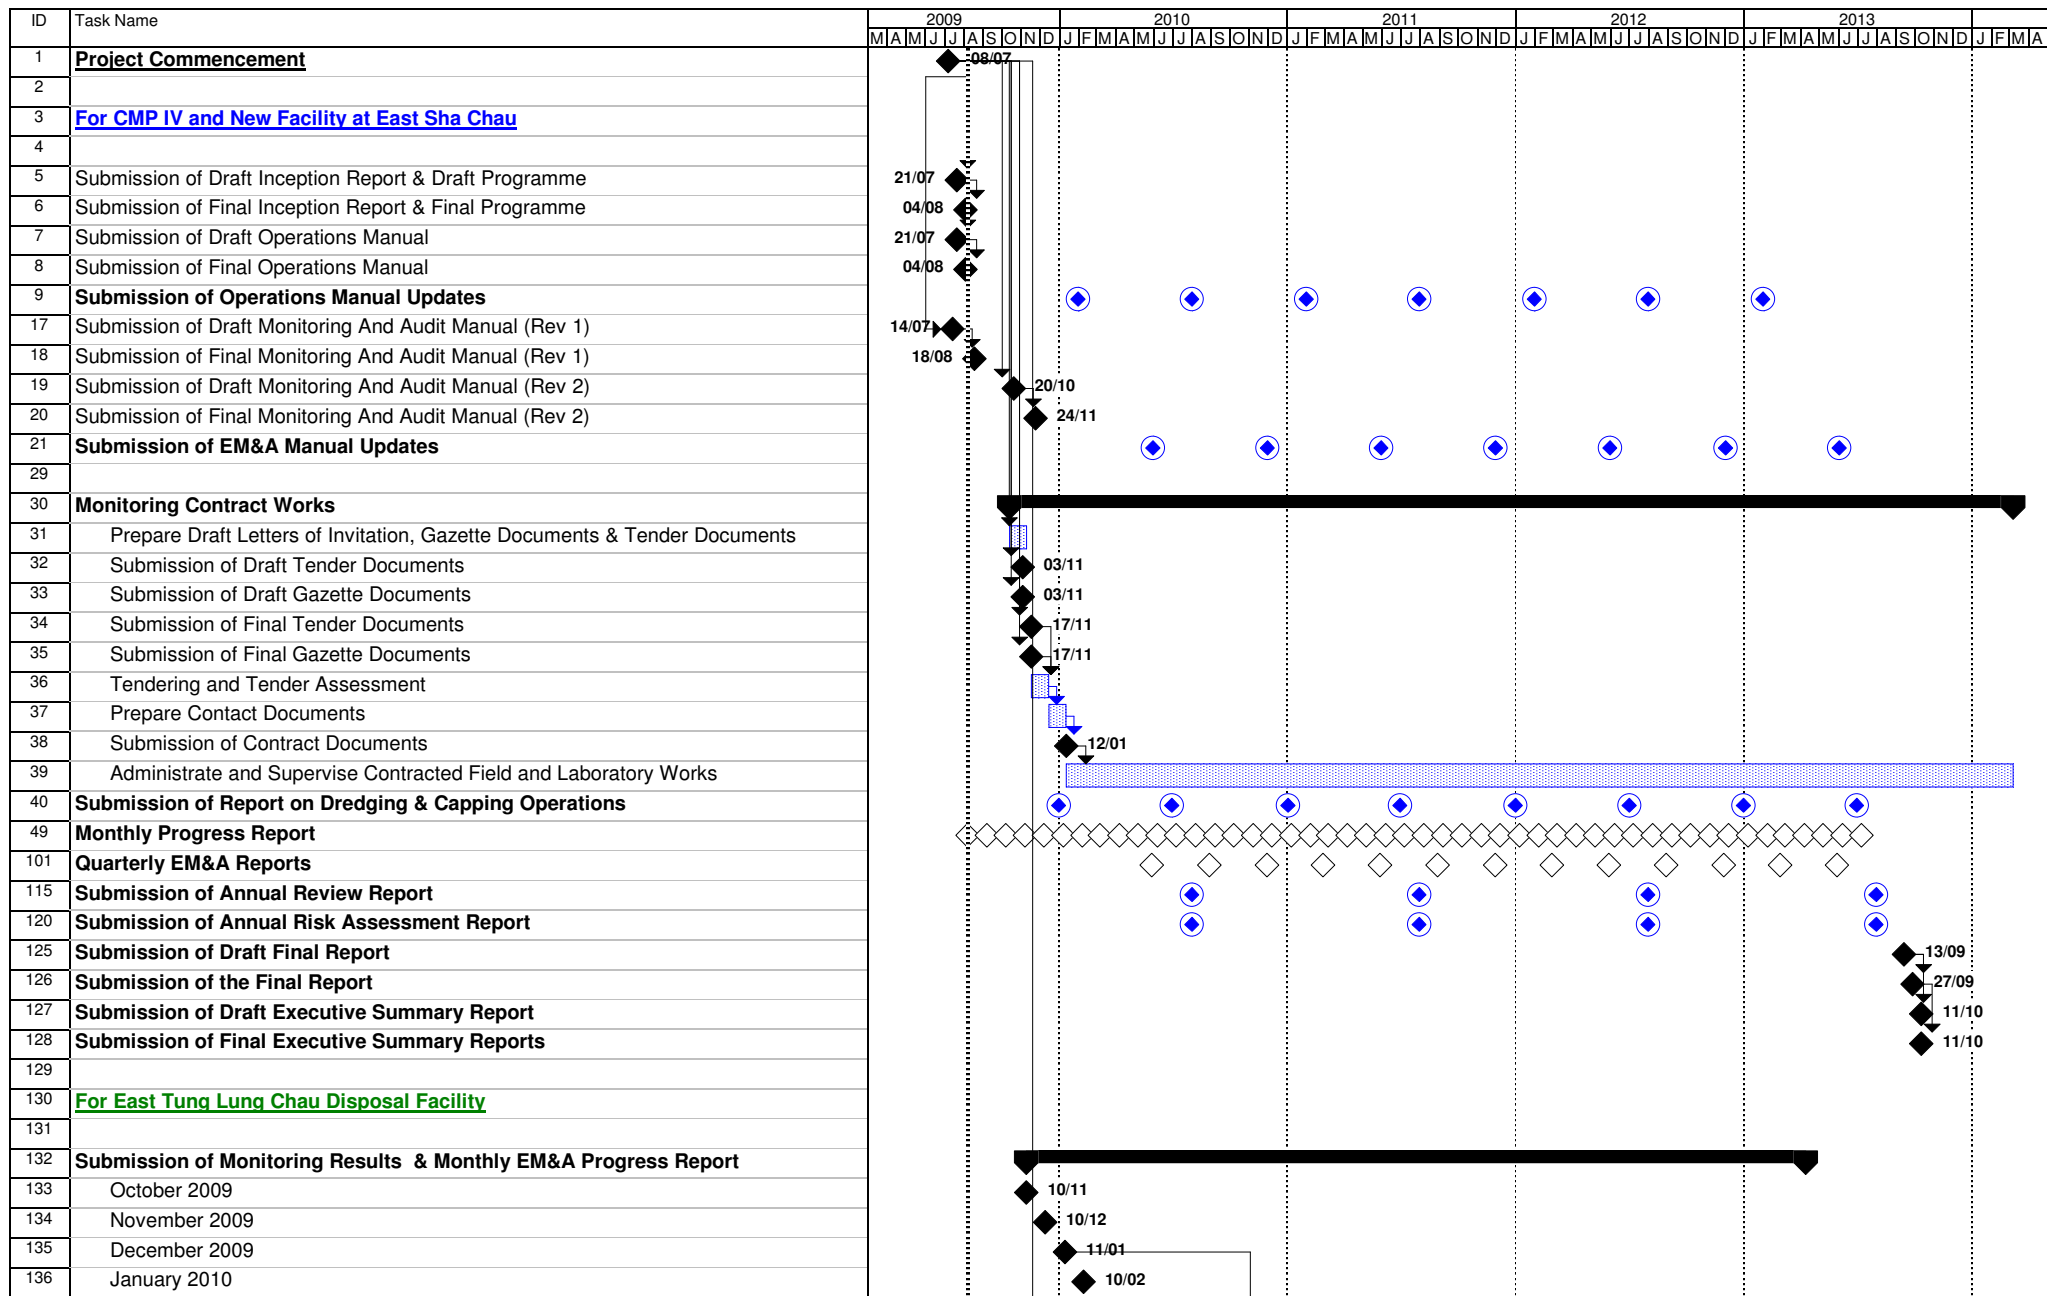 ID Task Name 2009 2010 2011 2012 2013
M A M J J A S O N D J F M A M J J A S O N D J F M A M J J A S O N D J F M A M J J A S O N D J F M A M J J A S O N D J F M A
1 Project Commencement 08/07
2
3 For CMP IV and New Facility at East Sha Chau
4
5 Submission of Draft Inception Report & Draft Programme 21/07
6 Submission of Final Inception Report & Final Programme 04/08
7 Submission of Draft Operations Manual 21/07
8 Submission of Final Operations Manual 04/08
9 Submission of Operations Manual Updates
17 Submission of Draft Monitoring And Audit Manual (Rev 1) 14/07
18 Submission of Final Monitoring And Audit Manual (Rev 1) 18/08
19 Submission of Draft Monitoring And Audit Manual (Rev 2) 20/10
20 Submission of Final Monitoring And Audit Manual (Rev 2) 24/11
21 Submission of EM&A Manual Updates
29
30 Monitoring Contract Works
31 Prepare Draft Letters of Invitation, Gazette Documents & Tender Documents
32 Submission of Draft Tender Documents 03/11
33 Submission of Draft Gazette Documents 03/11
34 Submission of Final Tender Documents 17/11
35 Submission of Final Gazette Documents 17/11
36 Tendering and Tender Assessment
37 Prepare Contact Documents
38 Submission of Contract Documents 12/01
39 Administrate and Supervise Contracted Field and Laboratory Works
40 Submission of Report on Dredging & Capping Operations
49 Monthly Progress Report
101 Quarterly EM&A Reports
115 Submission of Annual Review Report
120 Submission of Annual Risk Assessment Report
125 Submission of Draft Final Report 13/09
126 Submission of the Final Report 27/09
127 Submission of Draft Executive Summary Report 11/10
128 Submission of Final Executive Summary Reports 11/10
129
130 For East Tung Lung Chau Disposal Facility
131
132 Submission of Monitoring Results & Monthly EM&A Progress Report
133 October 2009 10/11
134 November 2009 10/12
135 December 2009 11/01
136 January 2010 10/02